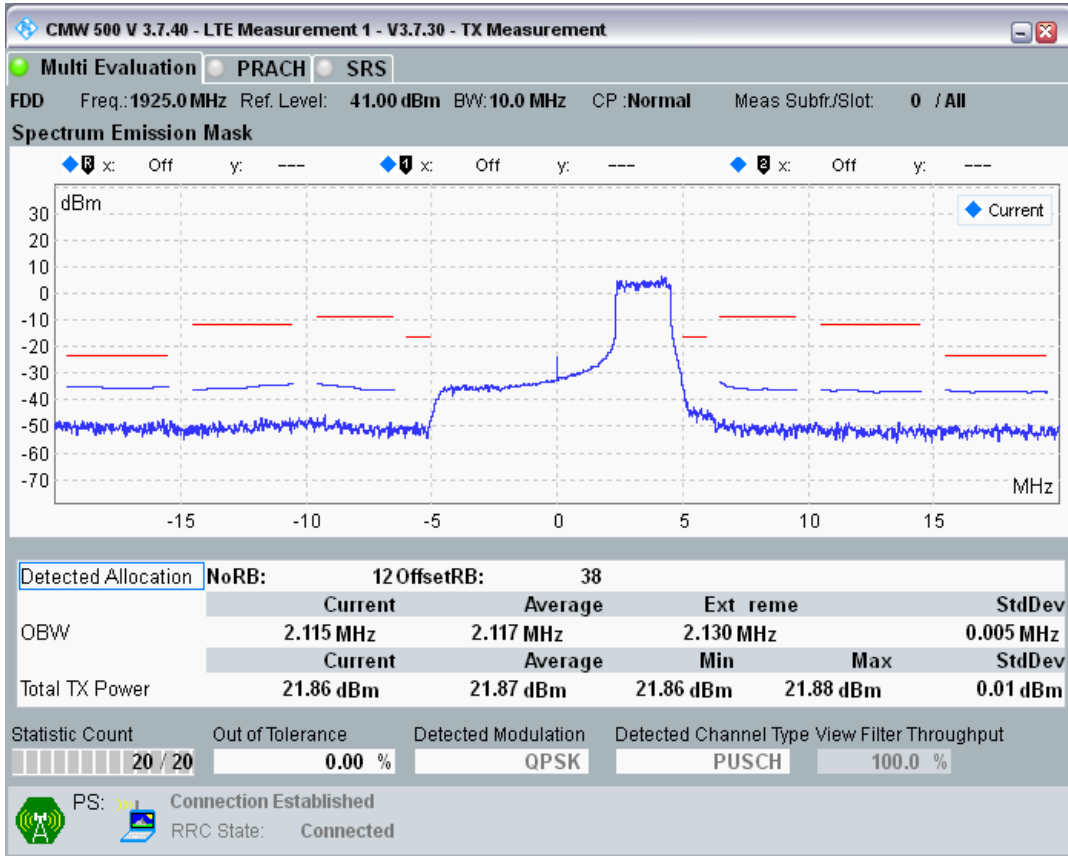 CMW 500 V 3.7.40 - LTE Measurement 1 - V3.7.30 - TX Measurement
Multi Evaluation PRACH SRS
FDD Freq.: 1925.0 MHz Ref. Level: 41.00 dBm BW: 10.0 MHz CP :Normal Meas Subfr./Slot: 0 / All
Spectrum Emission Mask
R x: Off y: --- 1 x: Off y: --- 2 x: Off y: ---
dBm
Current
30
20
10
0
-10
-20
-30
-40
-50
-60
-70
MHz
-15 -10 -5 0 5 10 15
Detected Allocation NoRB: 12 OffsetRB: 38
Current Average Ext reme StdDev
OBW 2.115 MHz 2.117 MHz 2.130 MHz 0.005 MHz
Current Average Min Max StdDev
Total TX Power 21.86 dBm 21.87 dBm 21.86 dBm 21.88 dBm 0.01 dBm
Statistic Count Out of Tolerance Detected Modulation Detected Channel Type View Filter Throughput
20 / 20 0.00 % QPSK PUSCH 100.0 %
PS: Connection Established
RRC State: Connected